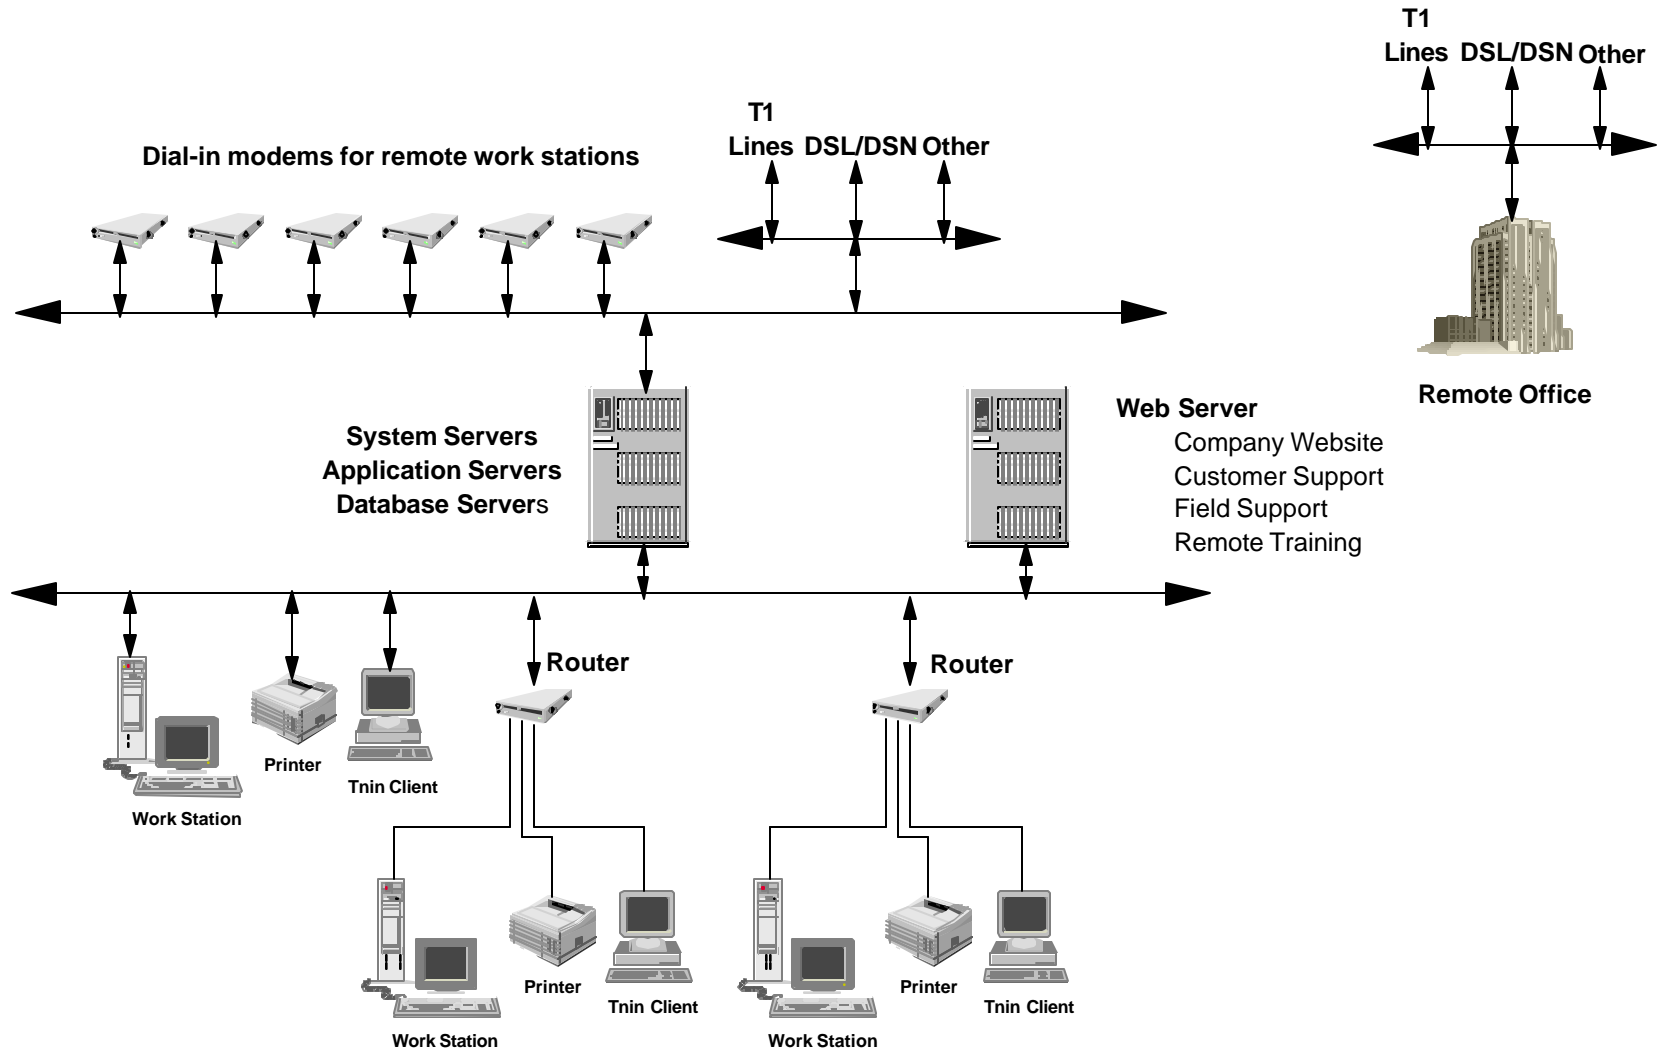 T1
Lines DSL/DSN Other
T1
Lines DSL/DSN Other
Dial-in modems for remote work stations
Remote Office
System Servers
Application Servers
Database Servers
Web Server
Company Website
Customer Support
Field Support
Remote Training
Router
Router
Printer
Tnin Client
Work Station
Printer
Tnin Client
Work Station
Printer
Tnin Client
Work Station